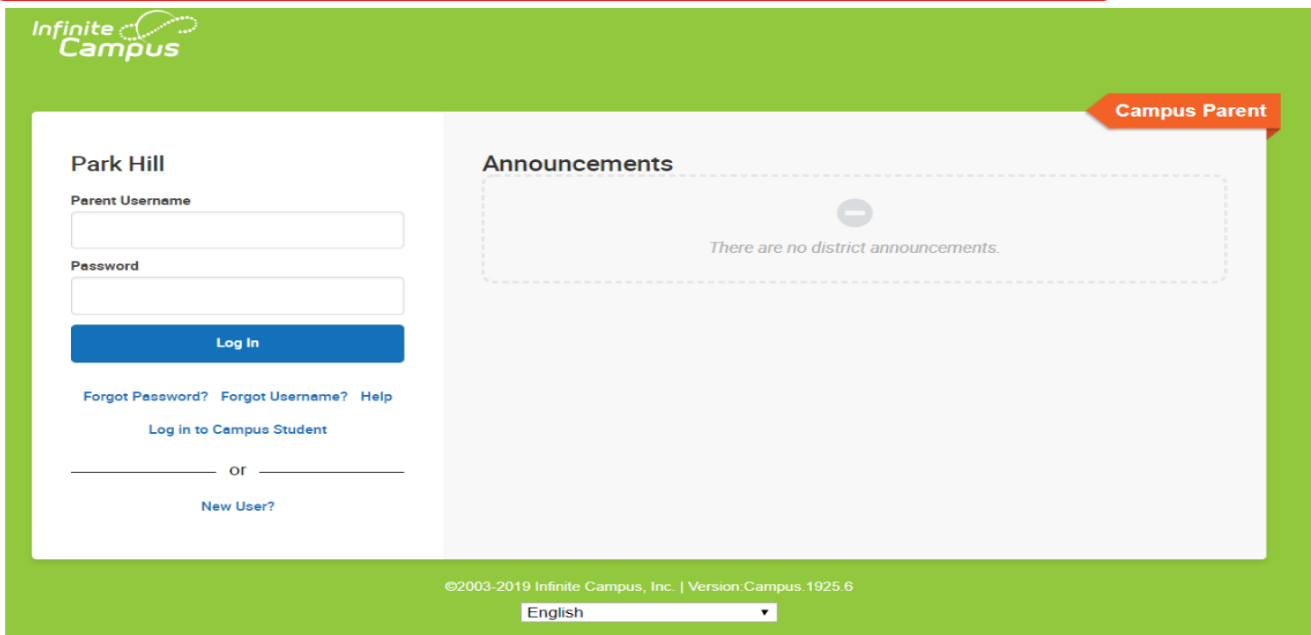 Infinite
Campus
Campus Parent
Park Hill
Parent Username
Password
Log In
Forgot Password? Forgot Username? Help
Log in to Campus Student
or
New User?
Announcements
There are no district announcements.
©2003-2019 Infinite Campus, Inc. | Version:Campus.1925.6
English